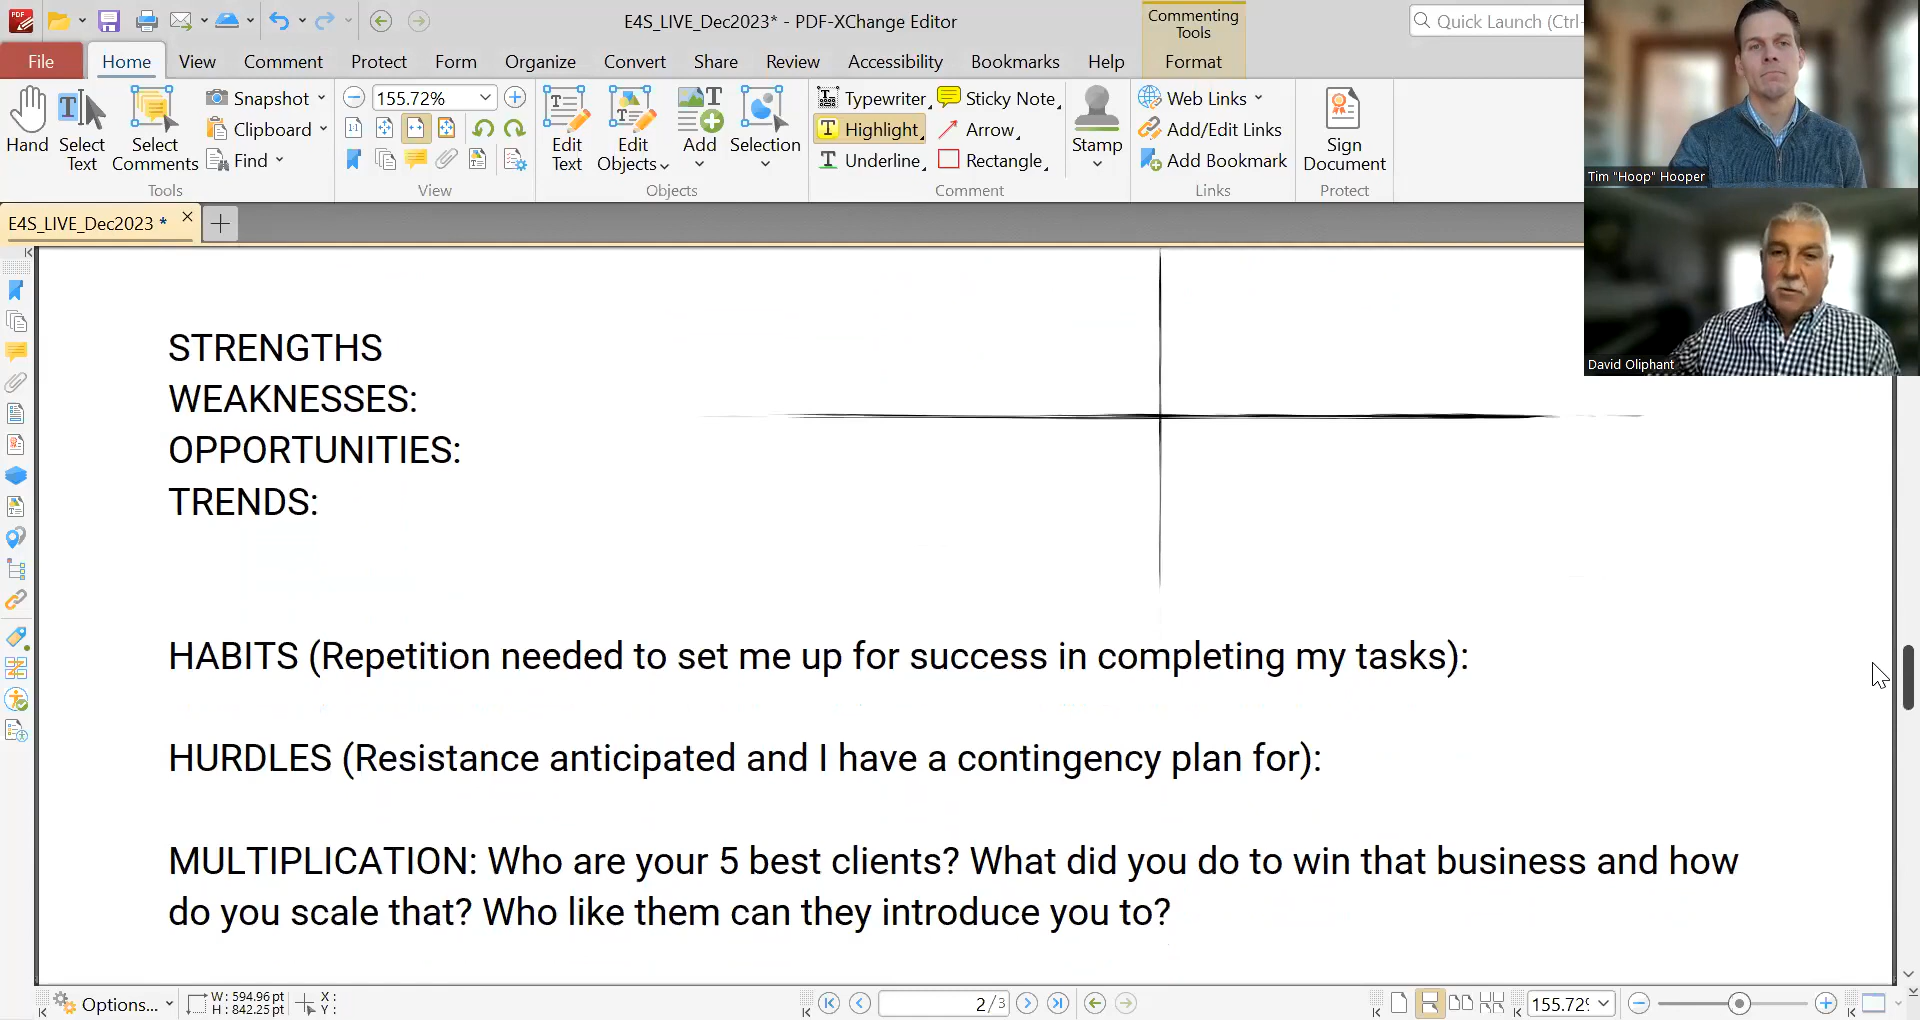 E4S_LIVE_Dec2023* - PDF-XChange Editor
Commenting Tools
Quick Launch (Ctrl-
File
Home
View
Comment
Protect
Form
Organize
Convert
Share
Review
Accessibility
Bookmarks
Help
Format
Hand
Select Text
Select Comments
Snapshot
Clipboard
Find
Tools
155.72%
View
Edit Text
Edit Objects
Add
Selection
Objects
Typewriter
Highlight
Underline
Sticky Note
Arrow
Rectangle
Comment
Stamp
Web Links
Add/Edit Links
Add Bookmark
Links
Sign Document
Protect
Tim "Hoop" Hooper
David Oliphant
E4S_LIVE_Dec2023 *
STRENGTHS
WEAKNESSES:
OPPORTUNITIES:
TRENDS:
HABITS (Repetition needed to set me up for success in completing my tasks):
HURDLES (Resistance anticipated and I have a contingency plan for):
MULTIPLICATION: Who are your 5 best clients? What did you do to win that business and how
do you scale that? Who like them can they introduce you to?
Options...
W: 594.96 pt
H: 842.25 pt
X :
Y :
2/3
155.72%